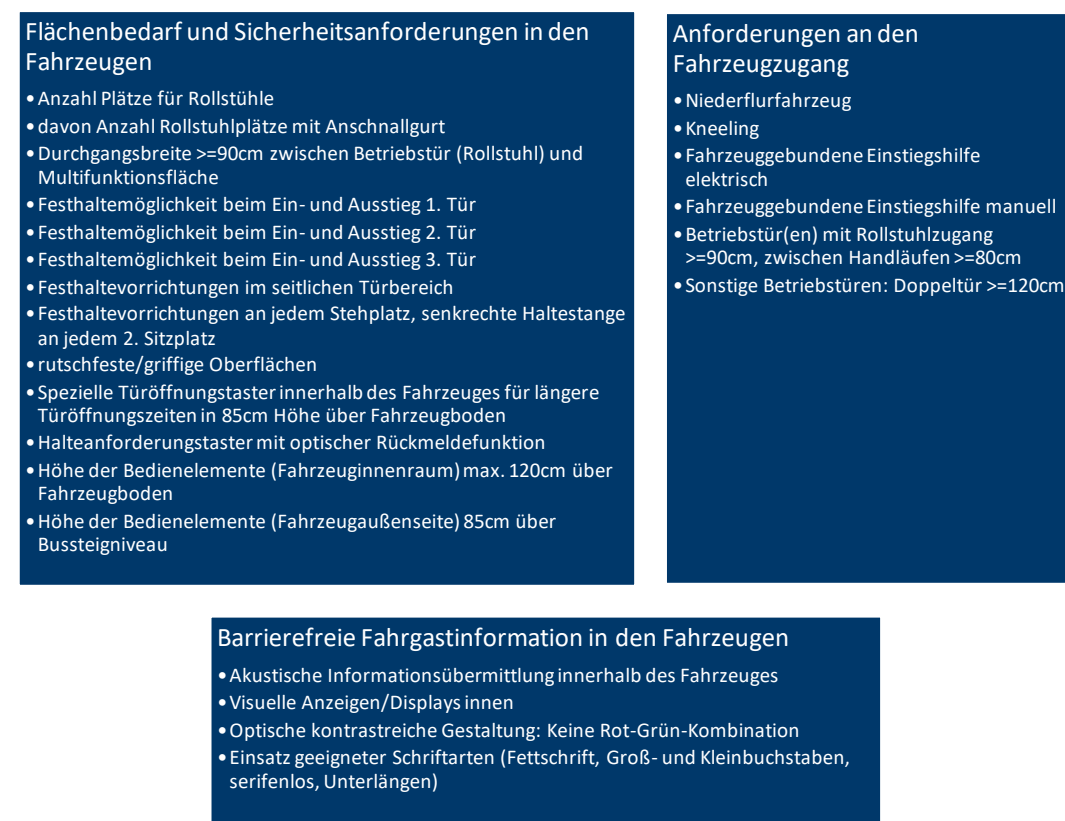 Flächenbedarf und Sicherheitsanforderungen in den
Fahrzeugen
•Anzahl Plätze für Rollstühle
•davon Anzahl Rollstuhlplätze mit Anschnallgurt
•Durchgangsbreite >=90cm zwischen Betriebstür (Rollstuhl) und
Multifunktionsfläche
•Festhaltemöglichkeit beim Ein- und Ausstieg 1. Tür
•Festhaltemöglichkeit beim Ein- und Ausstieg 2. Tür
•Festhaltemöglichkeit beim Ein- und Ausstieg 3. Tür
•Festhaltevorrichtungen im seitlichen Türbereich
•Festhaltevorrichtungen an jedem Stehplatz, senkrechte Haltestange
an jedem 2. Sitzplatz
•rutschfeste/griffige Oberflächen
•Spezielle Türöffnungstaster innerhalb des Fahrzeuges für längere
Türöffnungszeiten in 85cm Höhe über Fahrzeugboden
•Halteanforderungstaster mit optischer Rückmeldefunktion
•Höhe der Bedienelemente (Fahrzeuginnenraum) max. 120cm über
Fahrzeugboden
•Höhe der Bedienelemente (Fahrzeugaußenseite) 85cm über
Bussteigniveau
Anforderungen an den
Fahrzeugzugang
•Niederflurfahrzeug
•Kneeling
•Fahrzeuggebundene Einstiegshilfe
elektrisch
•Fahrzeuggebundene Einstiegshilfe manuell
•Betriebstür(en) mit Rollstuhlzugang
>=90cm, zwischen Handläufen >=80cm
•Sonstige Betriebstüren: Doppeltür >=120cm
Barrierefreie Fahrgastinformation in den Fahrzeugen
•Akustische Informationsübermittlung innerhalb des Fahrzeuges
•Visuelle Anzeigen/Displays innen
•Optische kontrastreiche Gestaltung: Keine Rot-Grün-Kombination
•Einsatz geeigneter Schriftarten (Fettschrift, Groß- und Kleinbuchstaben,
serifenlos, Unterlängen)